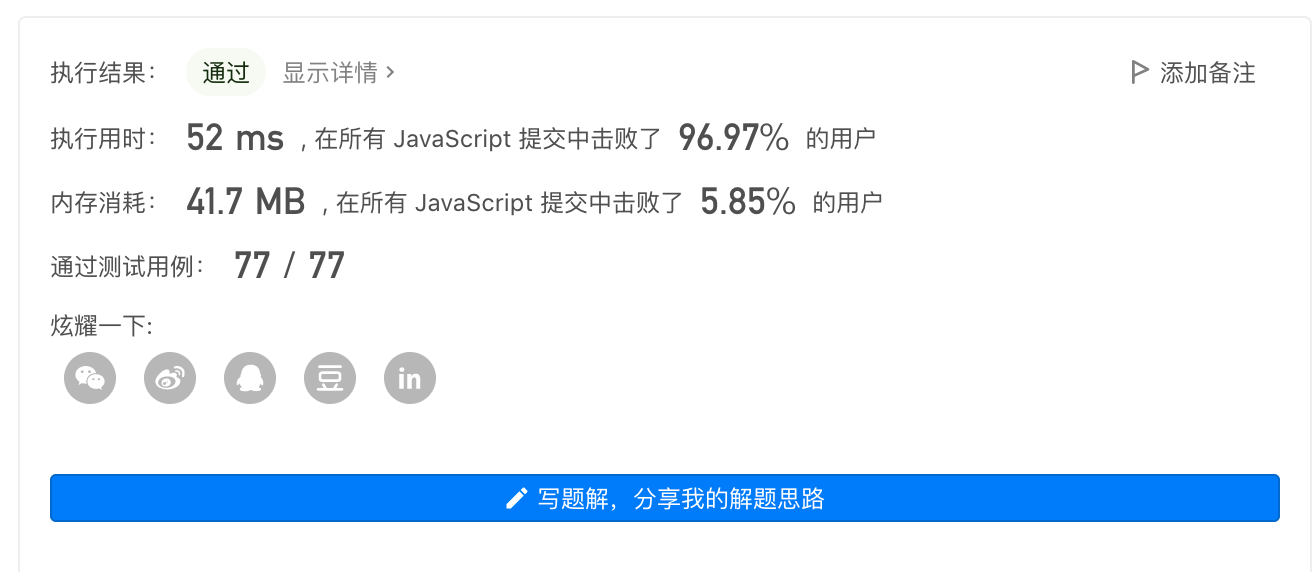 执行结果： 通过 显示详情 › 添加备注
执行用时： 52 ms , 在所有 JavaScript 提交中击败了 96.97% 的用户
内存消耗： 41.7 MB , 在所有 JavaScript 提交中击败了 5.85% 的用户
通过测试用例： 77 / 77
炫耀一下:
豆 in
写题解，分享我的解题思路